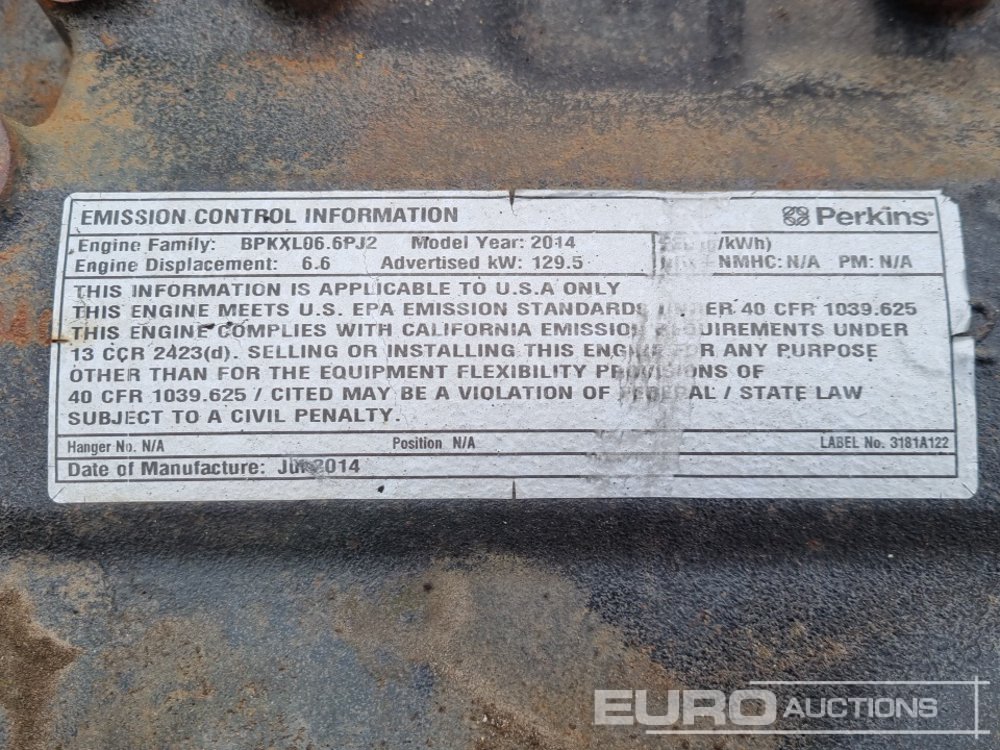 EMISSION CONTROL INFORMATION Perkins
Engine Family: BPKXL06.6PJ2 Model Year: 2014 (g/kWh)
Engine Displacement: 6.6 Advertised kW: 129.5 NMHC: N/A PM: N/A
THIS INFORMATION IS APPLICABLE TO U.S.A ONLY
THIS ENGINE MEETS U.S. EPA EMISSION STANDARDS UNDER 40 CFR 1039.625
THIS ENGINE COMPLIES WITH CALIFORNIA EMISSION REQUIREMENTS UNDER
13 CCR 2423(d). SELLING OR INSTALLING THIS ENGINE FOR ANY PURPOSE
OTHER THAN FOR THE EQUIPMENT FLEXIBILITY PROVISIONS OF
40 CFR 1039.625 / CITED MAY BE A VIOLATION OF FEDERAL / STATE LAW
SUBJECT TO A CIVIL PENALTY.
Hanger No. N/A Position N/A LABEL No. 3181A122
Date of Manufacture: Jul 2014
EURO AUCTIONS